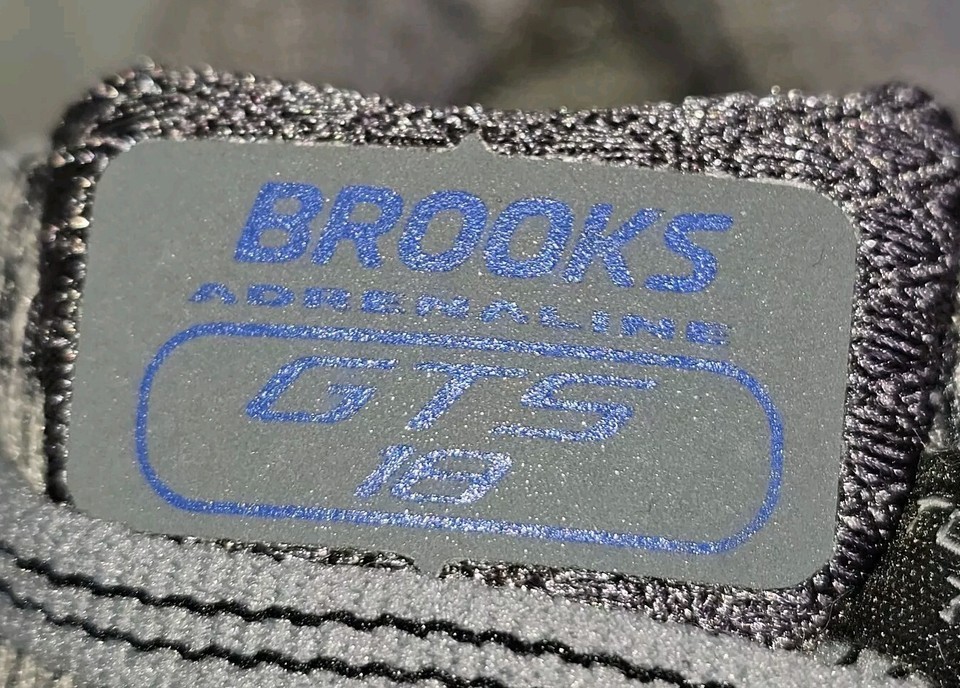 BROOKS
ADRENALINE
GTS
18